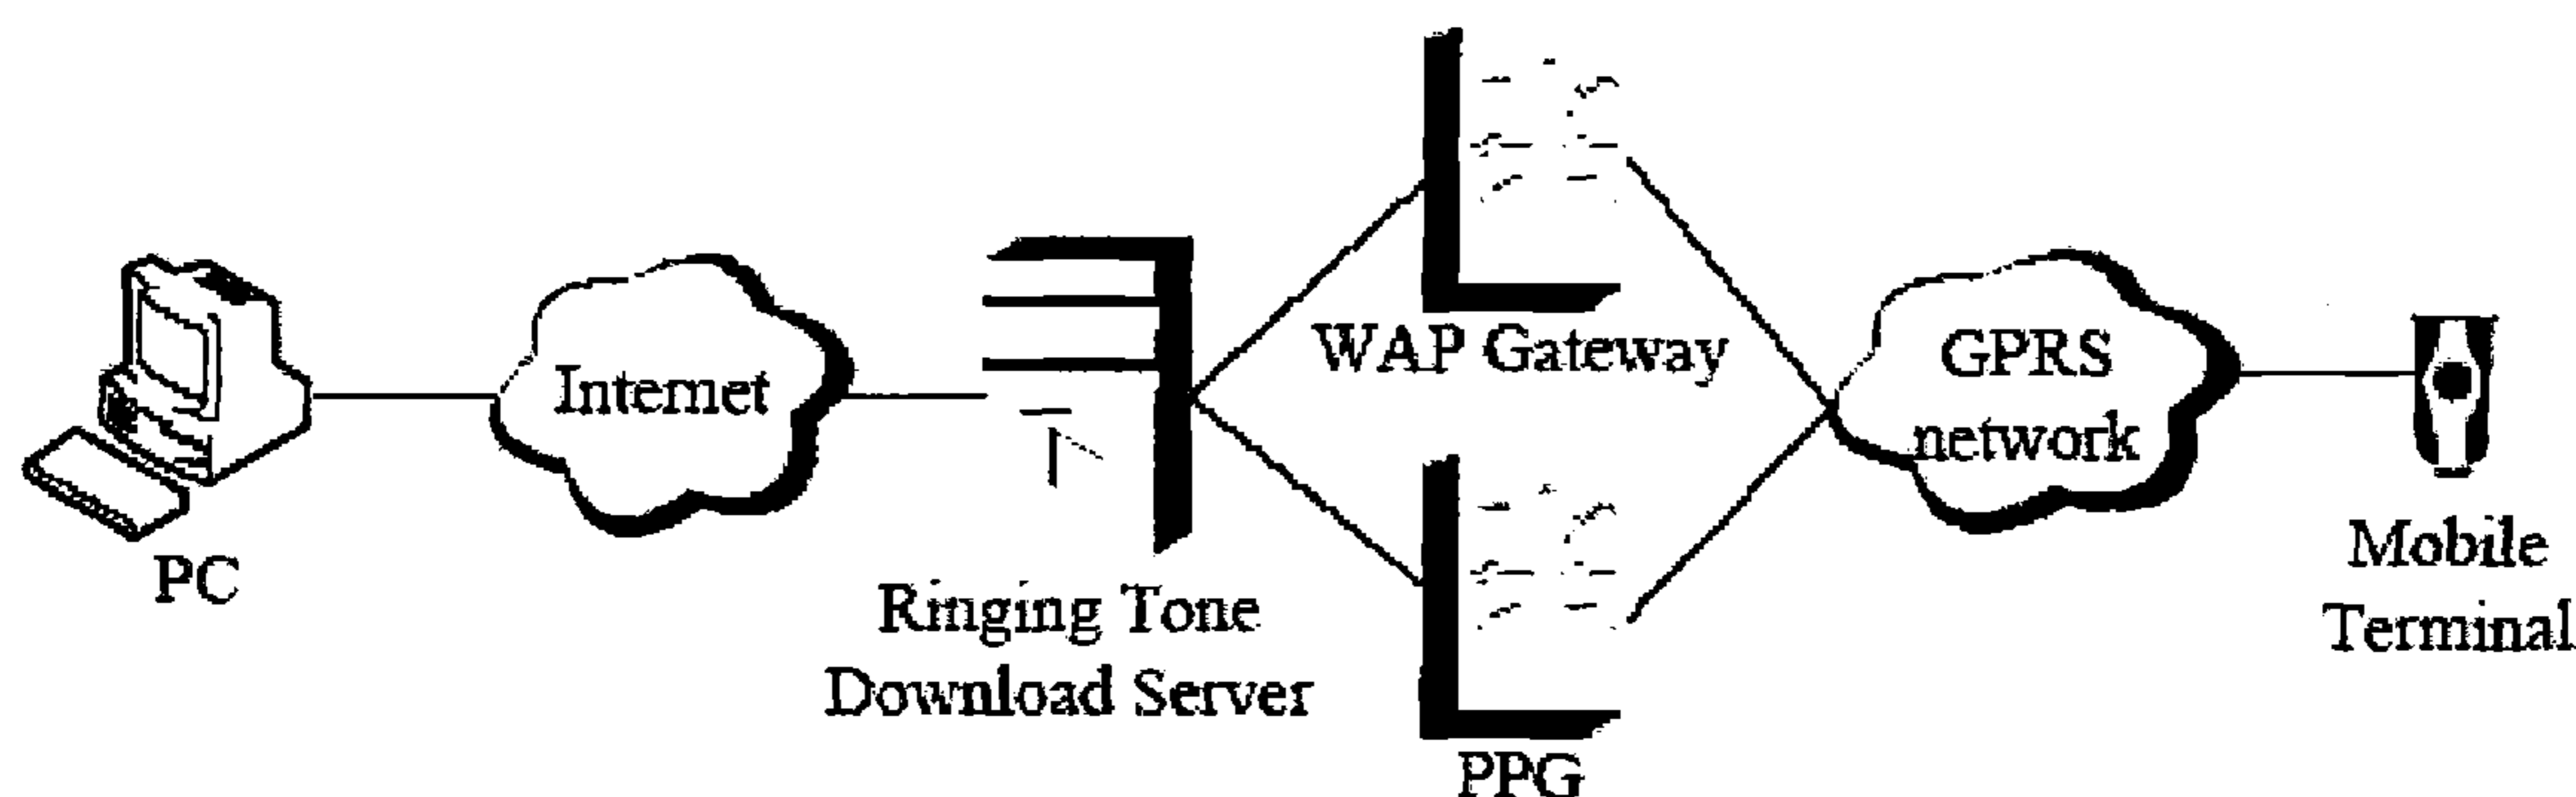 PC
Internet
Ringing Tone
Download Server
WAP Gateway
PPG
GPRS
network
Mobile
Terminal